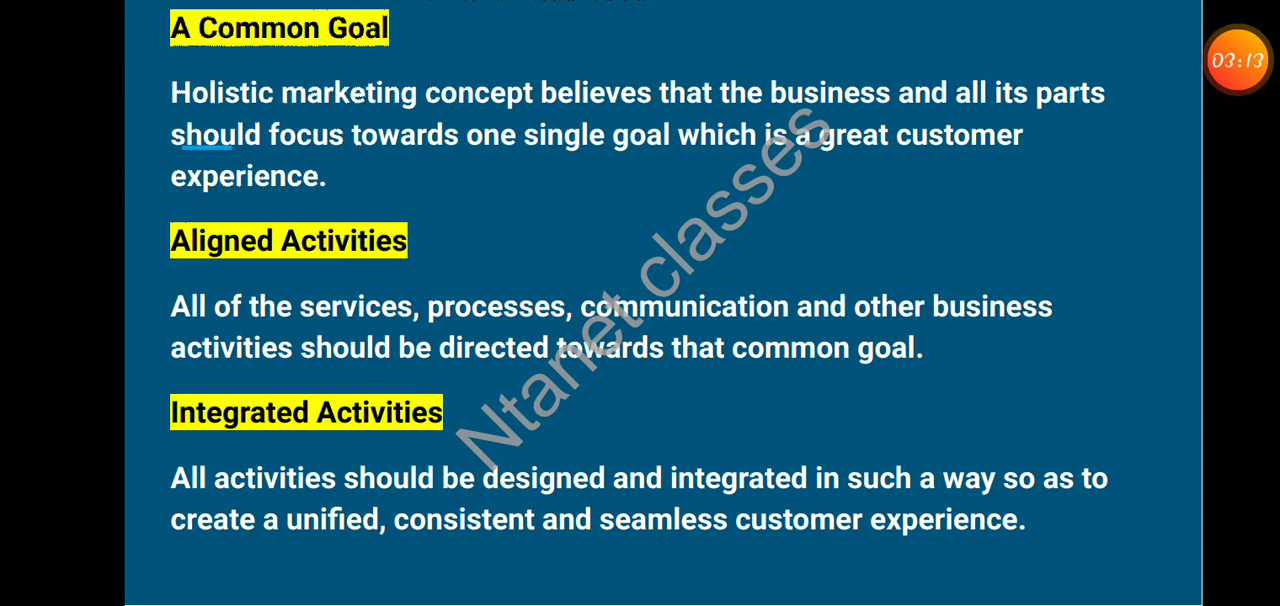 A Common Goal
Holistic marketing concept believes that the business and all its parts
should focus towards one single goal which is a great customer
experience.
Aligned Activities
All of the services, processes, communication and other business
activities should be directed towards that common goal.
Integrated Activities
All activities should be designed and integrated in such a way so as to
create a unified, consistent and seamless customer experience.
Ntanet classes
03:13